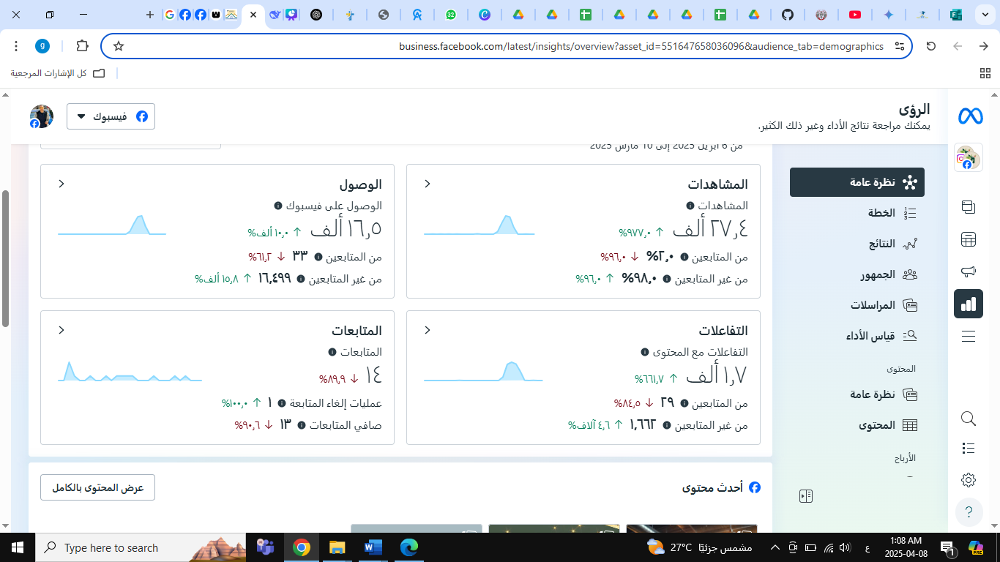 business.facebook.com/latest/insights/overview?asset_id=551647658036096&audience_tab=demographics
كل الإشارات المرجعية
الرؤى
يمكنك مراجعة نتائج الأداء وغير ذلك الكثير.
فيسبوك
من 6 أبريل 2025 إلى 10 مارس 2025
نظرة عامة
الخطة
النتائج
الجمهور
المراسلات
قياس الأداء
المحتوى
نظرة عامة
المحتوى
الأرباح
المشاهدات
المشاهدات
٢٧٫٤ ألف ↑ ٩٧٧٫٠%
من المتابعين ٢٫٠% ↓ ٩٦٫٠%
من غير المتابعين ٩٨٫٠% ↑ ٩٦٫٠%
الوصول
الوصول على فيسبوك
١٦٫٥ ألف ↑ ١٠٫٠ ألف%
من المتابعين ٣٣ ↓ ٦١٫٢%
من غير المتابعين ١٦٬٤٩٩ ↑ ١٥٫٨ ألف%
التفاعلات
التفاعلات مع المحتوى
١٫٧ ألف ↑ ٦٦١٫٧%
من المتابعين ٢٩ ↓ ٨٤٫٥%
من غير المتابعين ١٬٦٦٢ ↑ ٤٫٦ آلاف%
المتابعات
المتابعات
١٤ ↓ ٨٩٫٩%
عمليات إلغاء المتابعة ١ ↑ ١٠٠٫٠%
صافي المتابعات ١٣ ↓ ٩٠٫٦%
أحدث محتوى
عرض المحتوى بالكامل
Type here to search
27°C مشمس جزئيًا
ع
1:08 AM
2025-04-08
1